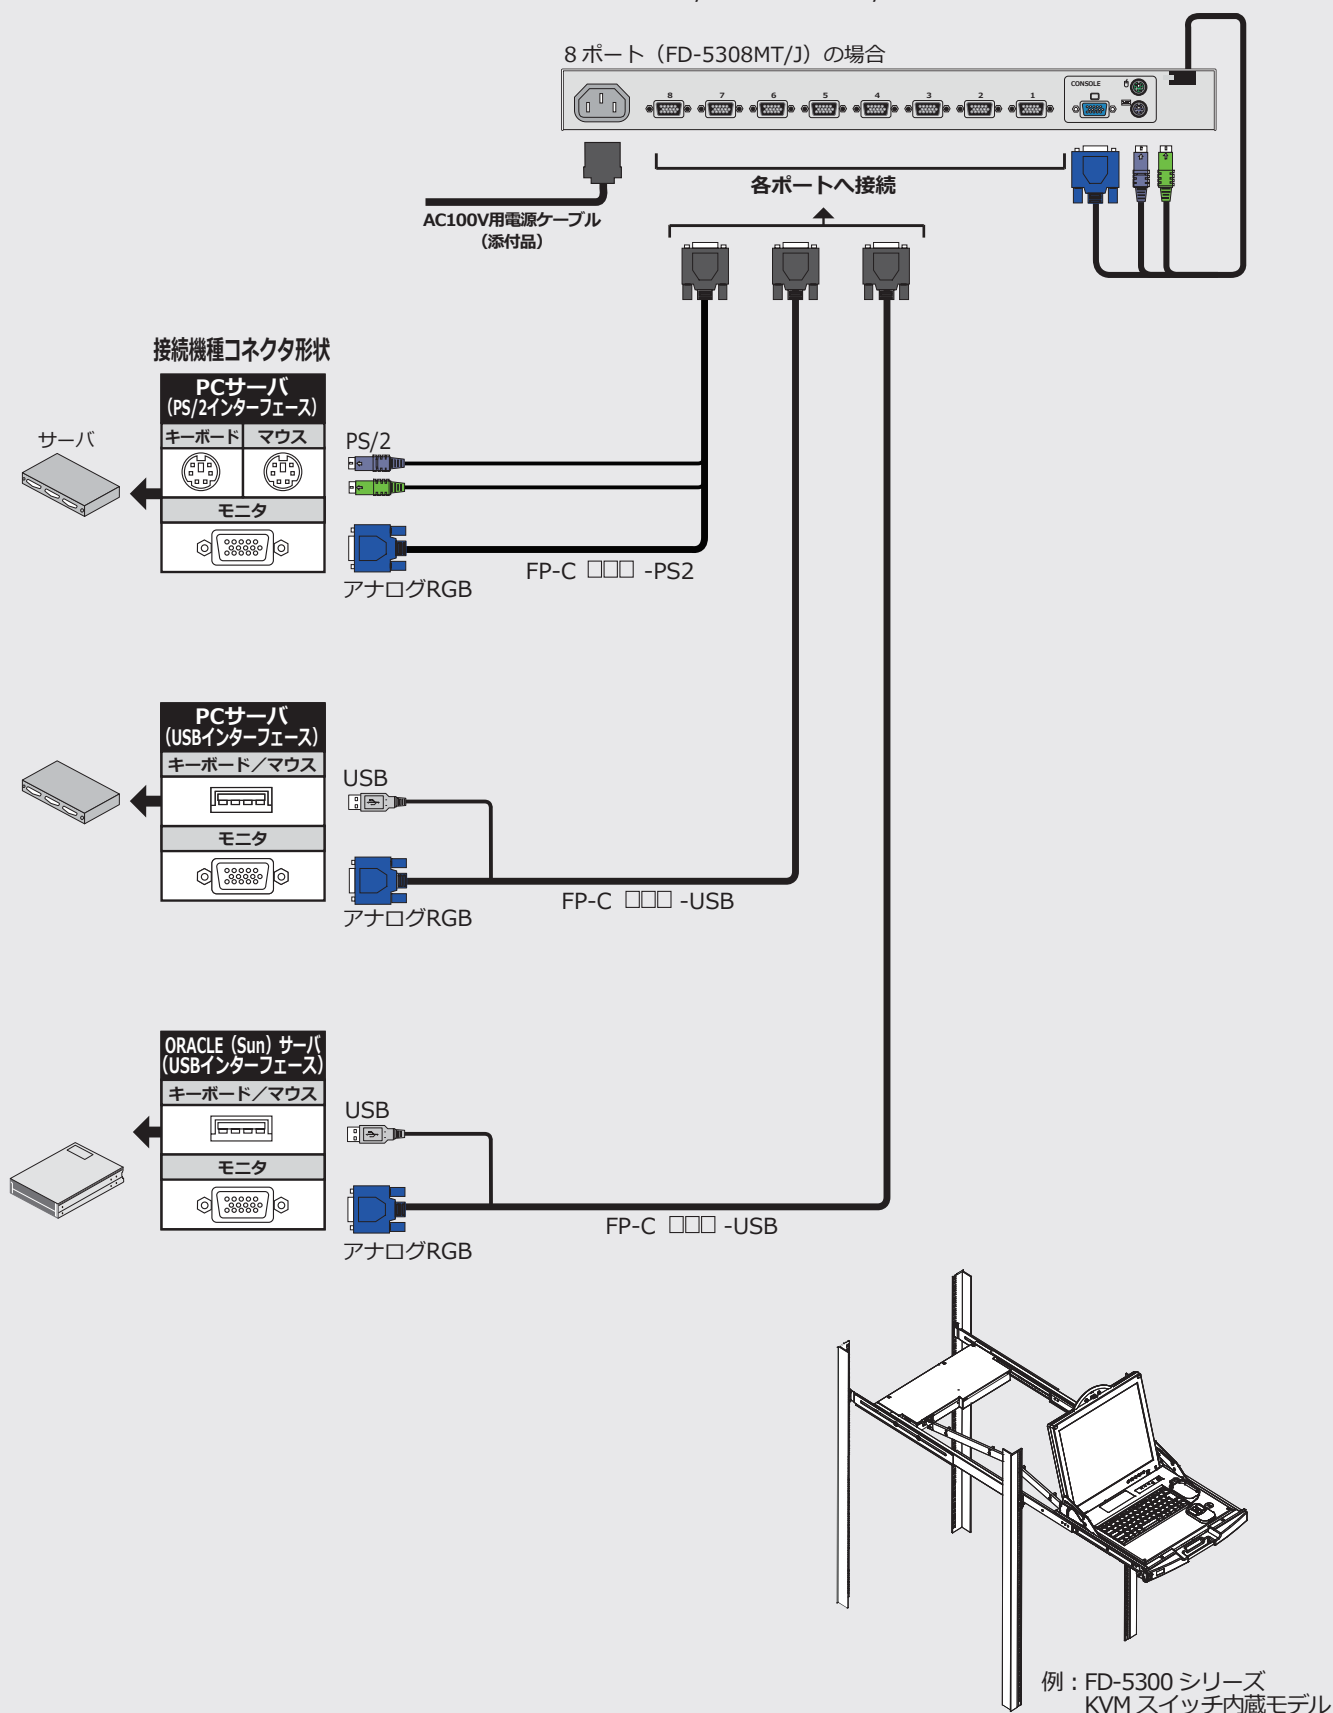 8ポート（FD-5308MT/J）の場合
CONSOLE
8 7 6 5 4 3 2 1
各ポートへ接続
AC100V用電源ケーブル
（添付品）
接続機種コネクタ形状
PCサーバ
（PS/2インターフェース）
サーバ
キーボード マウス
PS/2
モニタ
FP-C □□□ -PS2
アナログRGB
PCサーバ
（USBインターフェース）
キーボード／マウス
USB
モニタ
FP-C □□□ -USB
アナログRGB
ORACLE（Sun）サーバ
（USBインターフェース）
キーボード／マウス
USB
モニタ
FP-C □□□ -USB
アナログRGB
例：FD-5300 シリーズ
KVM スイッチ内蔵モデル